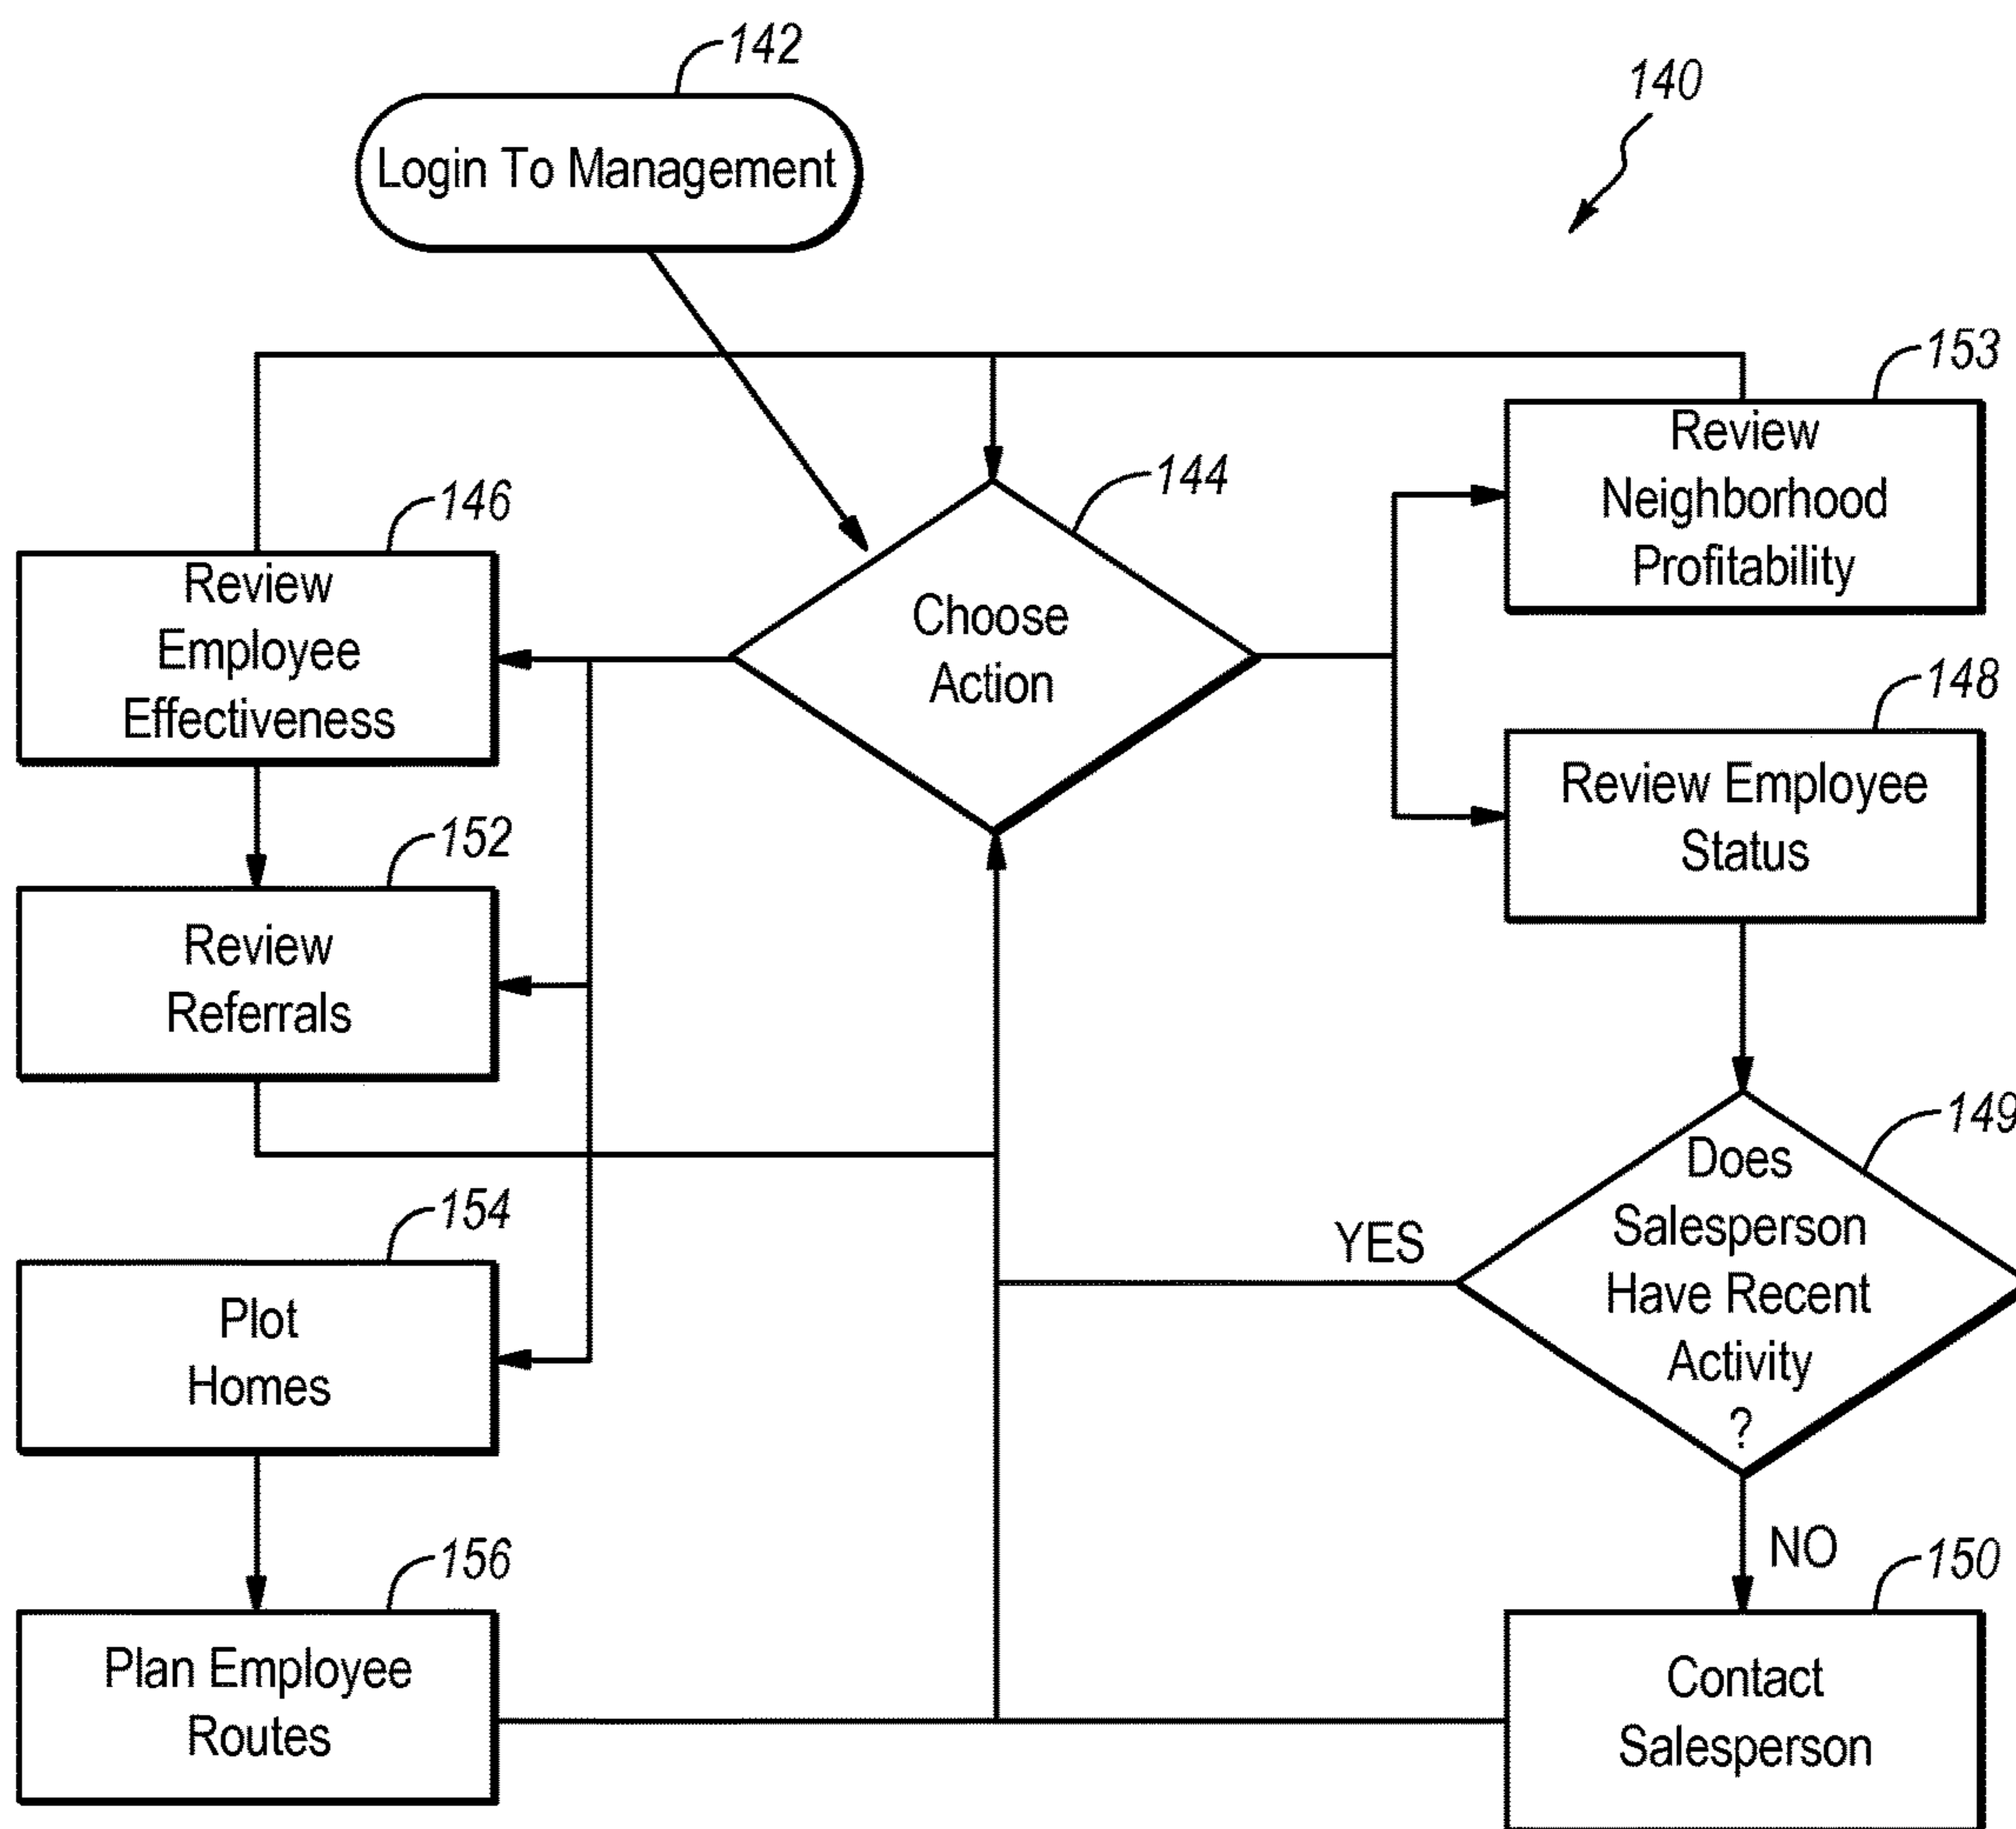 142
140
Login To Management
153
Review
Neighborhood
Profitability
144
Choose
Action
146
Review
Employee
Effectiveness
148
Review Employee
Status
152
Review
Referrals
149
Does
Salesperson
Have Recent
Activity
?
YES
NO
154
Plot
Homes
156
Plan Employee
Routes
150
Contact
Salesperson